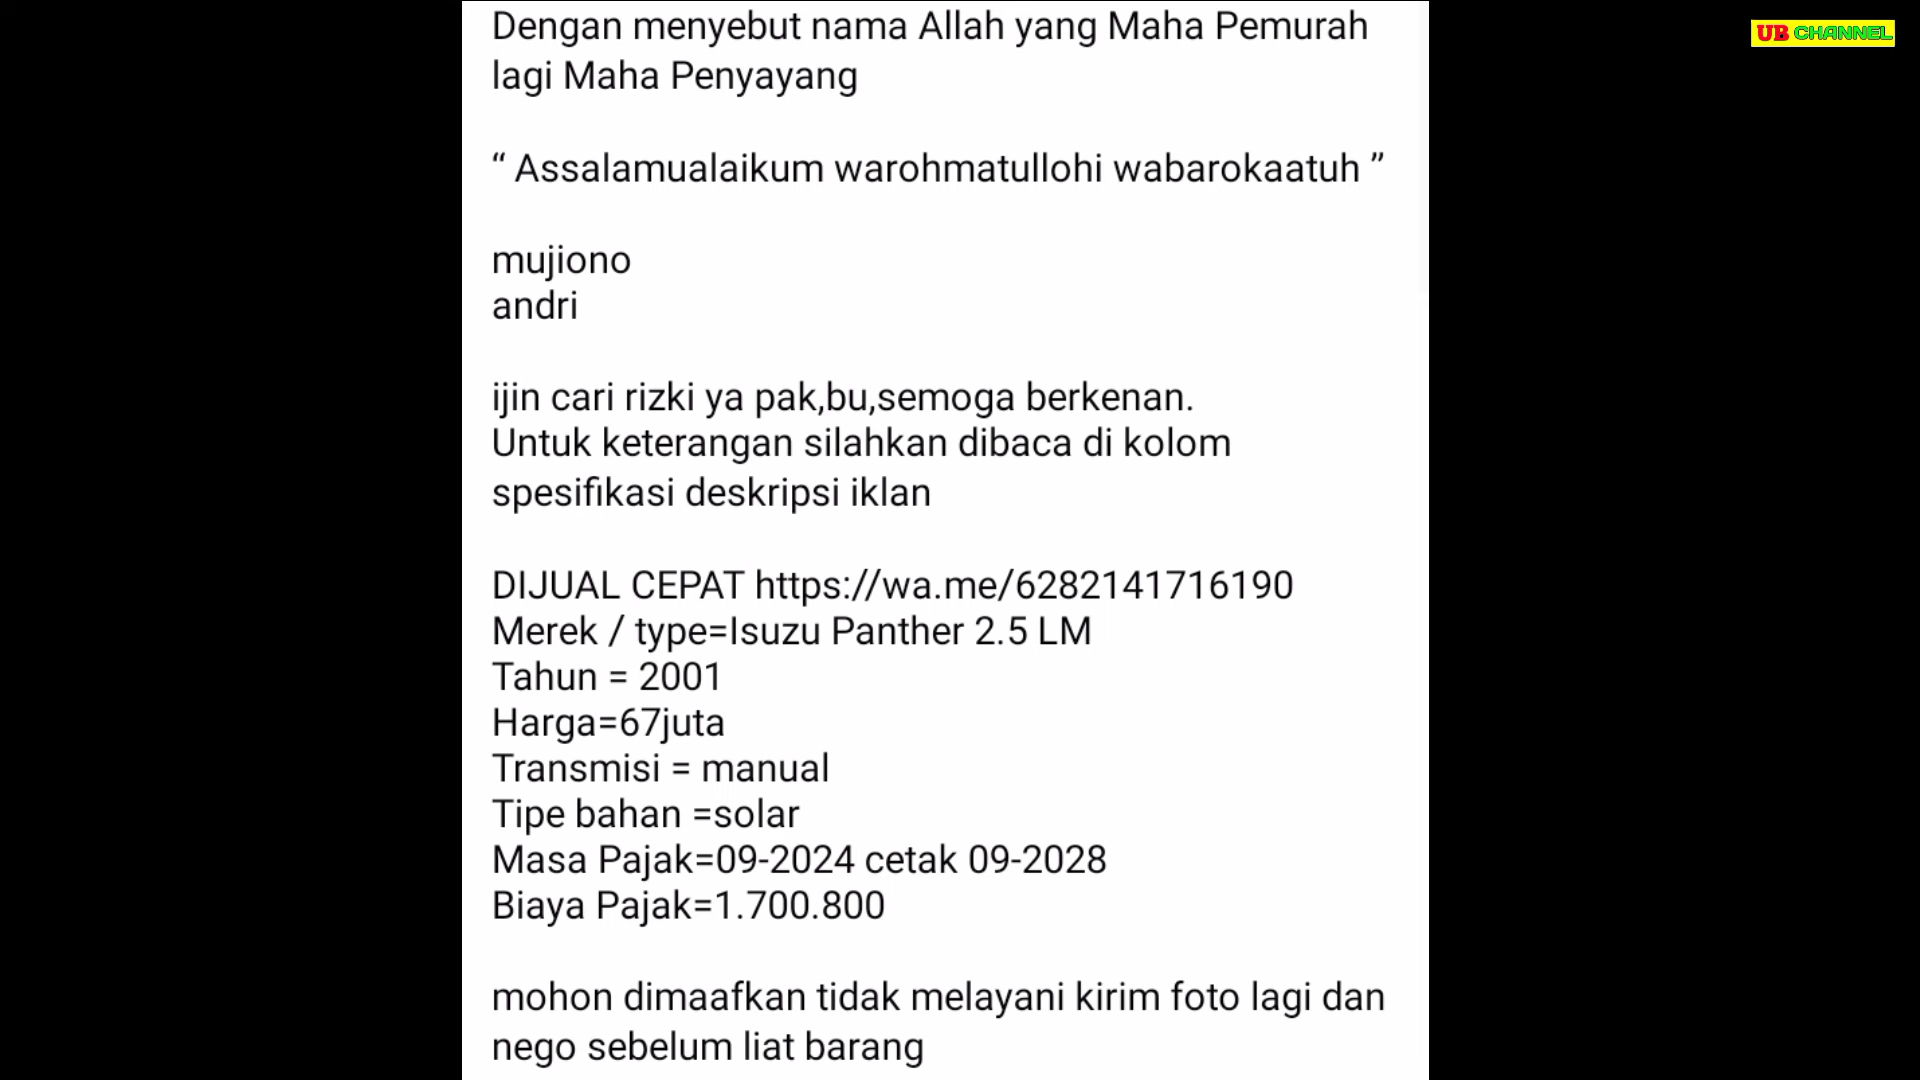 UB CHANNEL
Dengan menyebut nama Allah yang Maha Pemurah
lagi Maha Penyayang
“ Assalamualaikum warohmatullohi wabarokaatuh ”
mujiono
andri
ijin cari rizki ya pak,bu,semoga berkenan.
Untuk keterangan silahkan dibaca di kolom
spesifikasi deskripsi iklan
DIJUAL CEPAT https://wa.me/6282141716190
Merek / type=Isuzu Panther 2.5 LM
Tahun = 2001
Harga=67juta
Transmisi = manual
Tipe bahan =solar
Masa Pajak=09-2024 cetak 09-2028
Biaya Pajak=1.700.800
mohon dimaafkan tidak melayani kirim foto lagi dan
nego sebelum liat barang